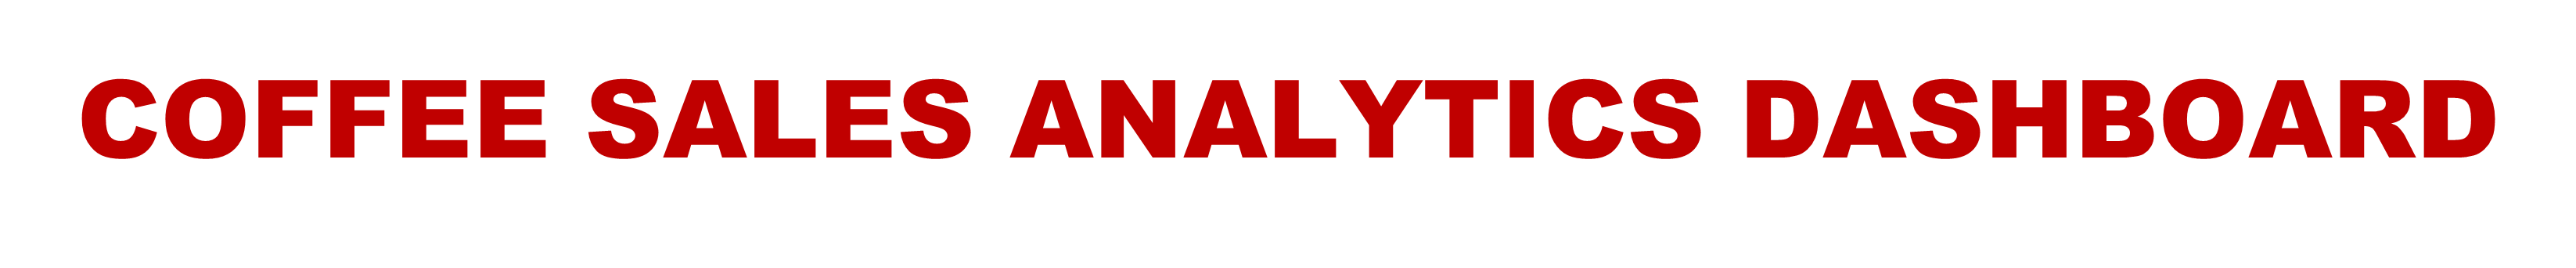 COFFEE SALES ANALYTICS DASHBOARD